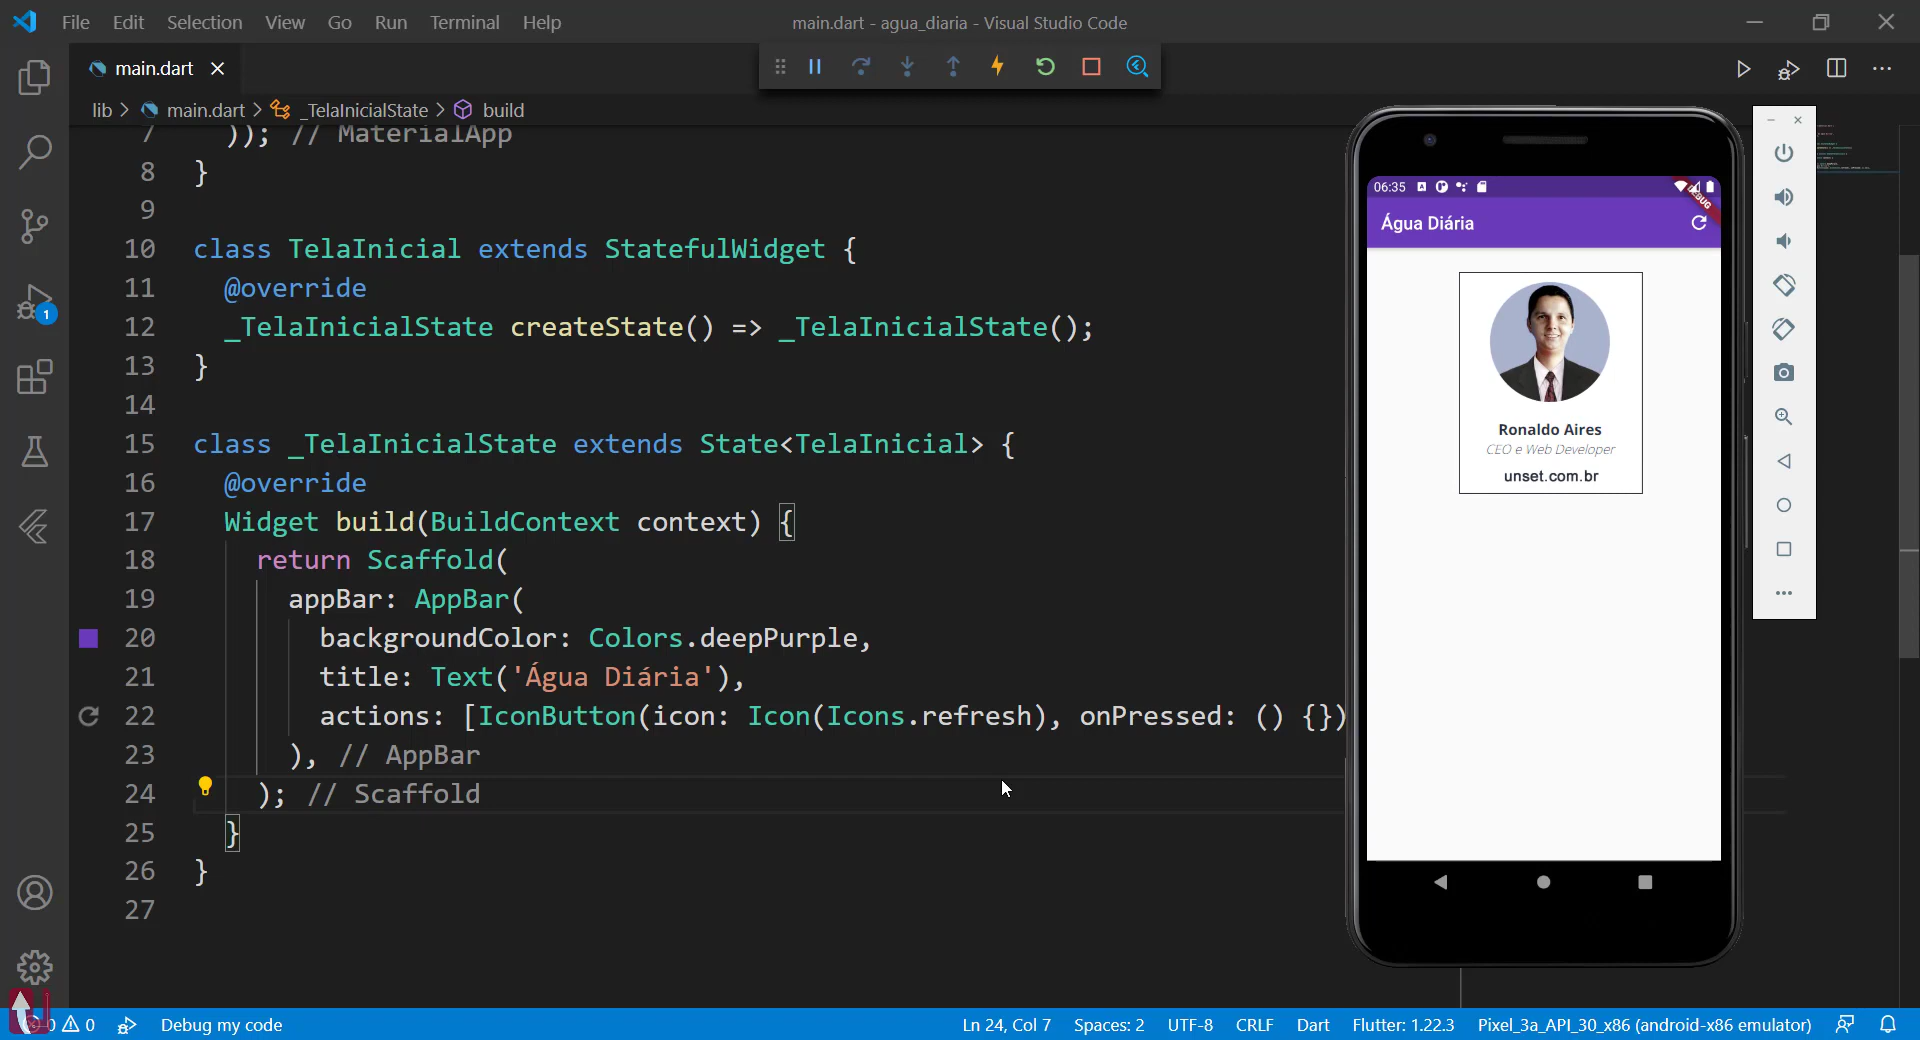 File Edit Selection View Go Run Terminal Help
main.dart - agua_diaria - Visual Studio Code
main.dart
lib > main.dart > _TelaInicialState > build
7 )); // MaterialApp
8 }
9
10 class TelaInicial extends StatefulWidget {
11 @override
12 _TelaInicialState createState() => _TelaInicialState();
13 }
14
15 class _TelaInicialState extends State<TelaInicial> {
16 @override
17 Widget build(BuildContext context) {
18 return Scaffold(
19 appBar: AppBar(
20 backgroundColor: Colors.deepPurple,
21 title: Text('Água Diária'),
22 actions: [IconButton(icon: Icon(Icons.refresh), onPressed: () {})
23 ), // AppBar
24 ); // Scaffold
25 }
26 }
27
1
06:35
DEBUG
Água Diária
Ronaldo Aires
CEO e Web Developer
unset.com.br
0 0 Debug my code
Ln 24, Col 7 Spaces: 2 UTF-8 CRLF Dart Flutter: 1.22.3 Pixel_3a_API_30_x86 (android-x86 emulator)